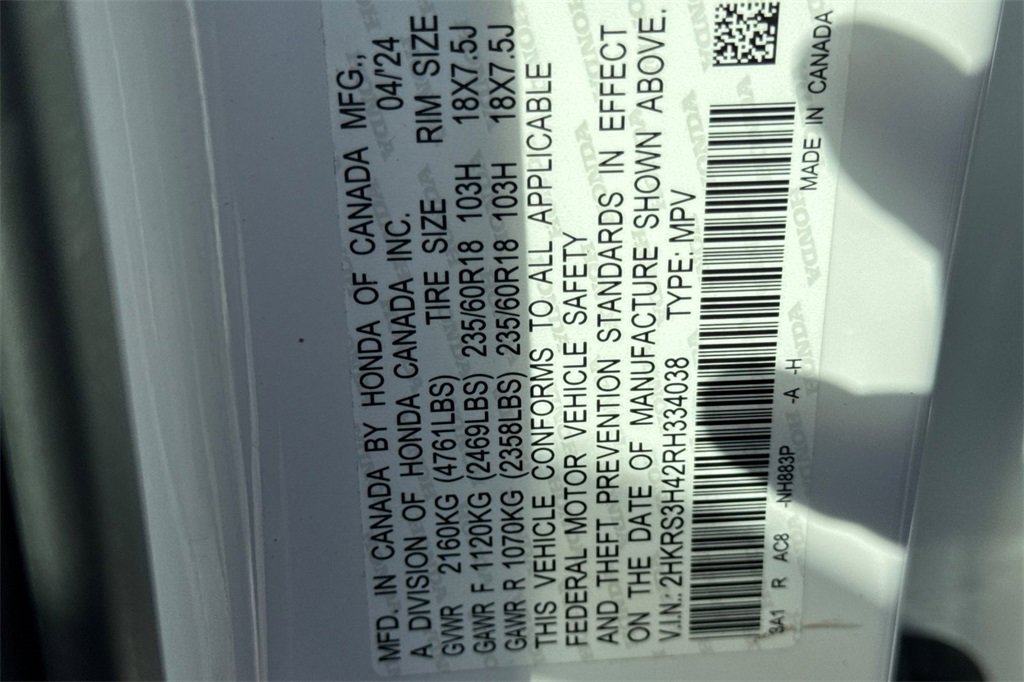 MFD. IN CANADA BY HONDA OF CANADA MFG.,
A DIVISION OF HONDA CANADA INC. 04/'24
TIRE SIZE RIM SIZE
GVWR 2160KG (4761LBS)
GAWR F 1120KG (2469LBS) 235/60R18 103H 18X7.5J
GAWR R 1070KG (2358LBS) 235/60R18 103H 18X7.5J
THIS VEHICLE CONFORMS TO ALL APPLICABLE
FEDERAL MOTOR VEHICLE SAFETY
AND THEFT PREVENTION STANDARDS IN EFFECT
ON THE DATE OF MANUFACTURE SHOWN ABOVE.
V.I.N.: 2HKRS3H42RH334038 TYPE: MPV
3A1 R AC8 -NH883P -A -H
MADE IN CANADA